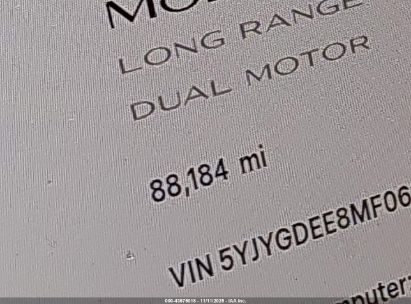 LONG RANGE
DUAL MOTOR
88,184 mi
VIN 5YJYGDEE8MF06